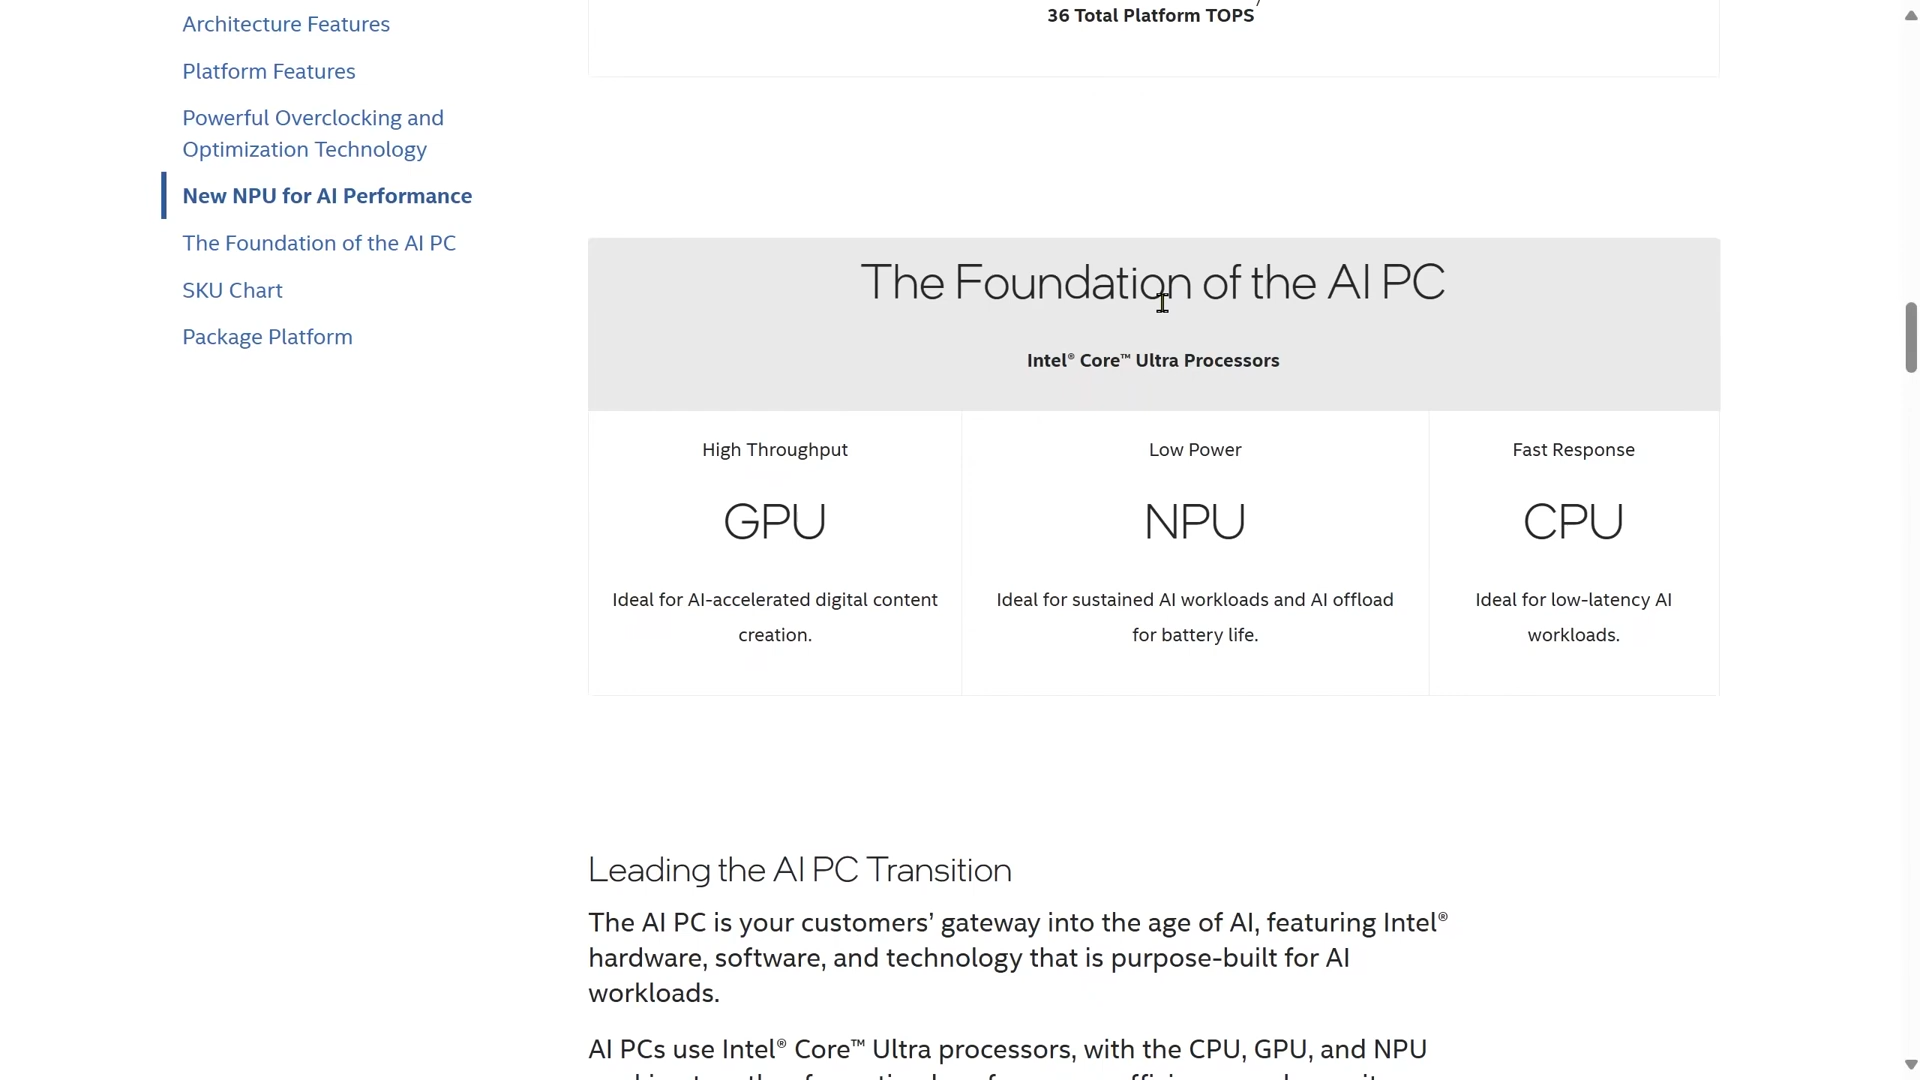 Architecture Features
Platform Features
Powerful Overclocking and
Optimization Technology
New NPU for AI Performance
The Foundation of the AI PC
SKU Chart
Package Platform
36 Total Platform TOPS
The Foundation of the AI PC
Intel® Core™ Ultra Processors
High Throughput
GPU
Ideal for AI-accelerated digital content
creation.
Low Power
NPU
Ideal for sustained AI workloads and AI offload
for battery life.
Fast Response
CPU
Ideal for low-latency AI
workloads.
Leading the AI PC Transition
The AI PC is your customers’ gateway into the age of AI, featuring Intel®
hardware, software, and technology that is purpose-built for AI
workloads.
AI PCs use Intel® Core™ Ultra processors, with the CPU, GPU, and NPU